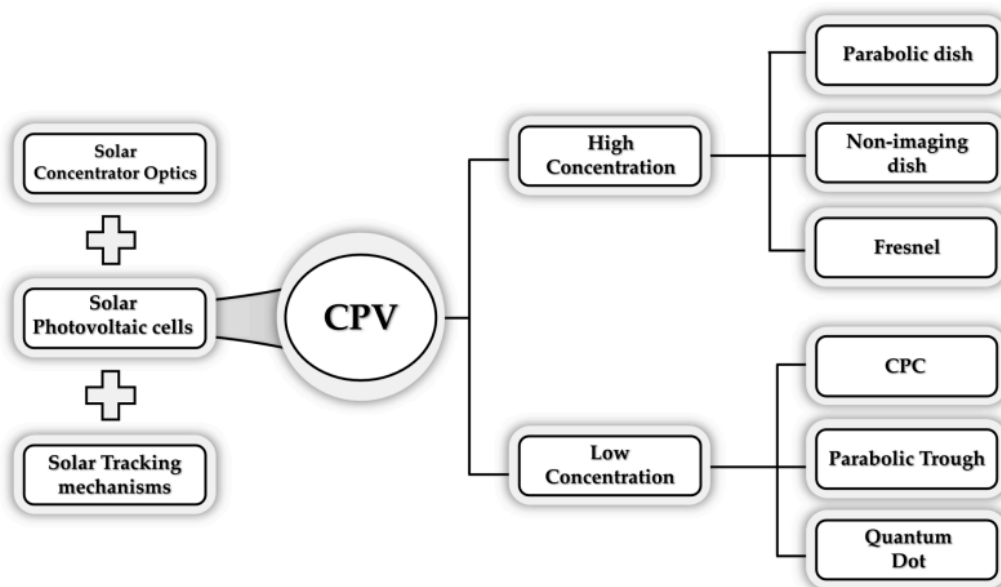 Solar
Concentrator Optics
Solar
Photovoltaic cells
Solar Tracking
mechanisms
CPV
High
Concentration
Low
Concentration
Parabolic dish
Non-imaging
dish
Fresnel
CPC
Parabolic Trough
Quantum
Dot